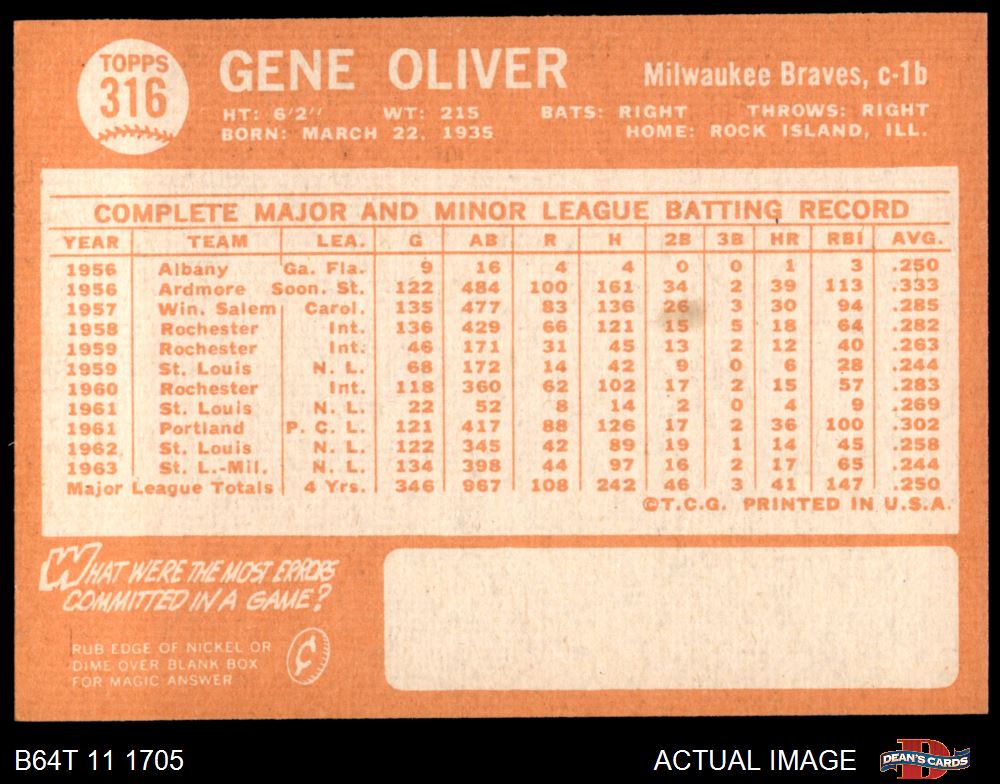 TOPPS
316
GENE OLIVER
Milwaukee Braves, c-1b
HT: 6'2" WT: 215 BATS: RIGHT THROWS: RIGHT
BORN: MARCH 22, 1935 HOME: ROCK ISLAND, ILL.
COMPLETE MAJOR AND MINOR LEAGUE BATTING RECORD
YEAR TEAM LEA. G AB R H 2B 3B HR RBI AVG.
1956 Albany Ga. Fla. 9 16 4 4 0 0 1 3 .250
1956 Ardmore Soon. St. 122 484 100 161 34 2 39 113 .333
1957 Win. Salem Carol. 135 477 83 136 26 3 30 94 .285
1958 Rochester Int. 136 429 66 121 15 5 18 64 .282
1959 Rochester Int. 46 171 31 45 13 2 12 40 .263
1959 St. Louis N. L. 68 172 14 42 9 0 6 28 .244
1960 Rochester Int. 118 360 62 102 17 2 15 57 .283
1961 St. Louis N. L. 22 52 8 14 2 0 4 9 .269
1961 Portland P. C. L. 121 417 88 126 17 2 36 100 .302
1962 St. Louis N. L. 122 345 42 89 19 1 14 45 .258
1963 St. L.-Mil. N. L. 134 398 44 97 16 2 17 65 .244
Major League Totals 4 Yrs. 346 967 108 242 46 3 41 147 .250
©T.C.G. PRINTED IN U.S.A.
WHAT WERE THE MOST ERRORS
COMMITTED IN A GAME?
RUB EDGE OF NICKEL OR
DIME OVER BLANK BOX
FOR MAGIC ANSWER
¢
B64T 11 1705
ACTUAL IMAGE
DEAN'S CARDS